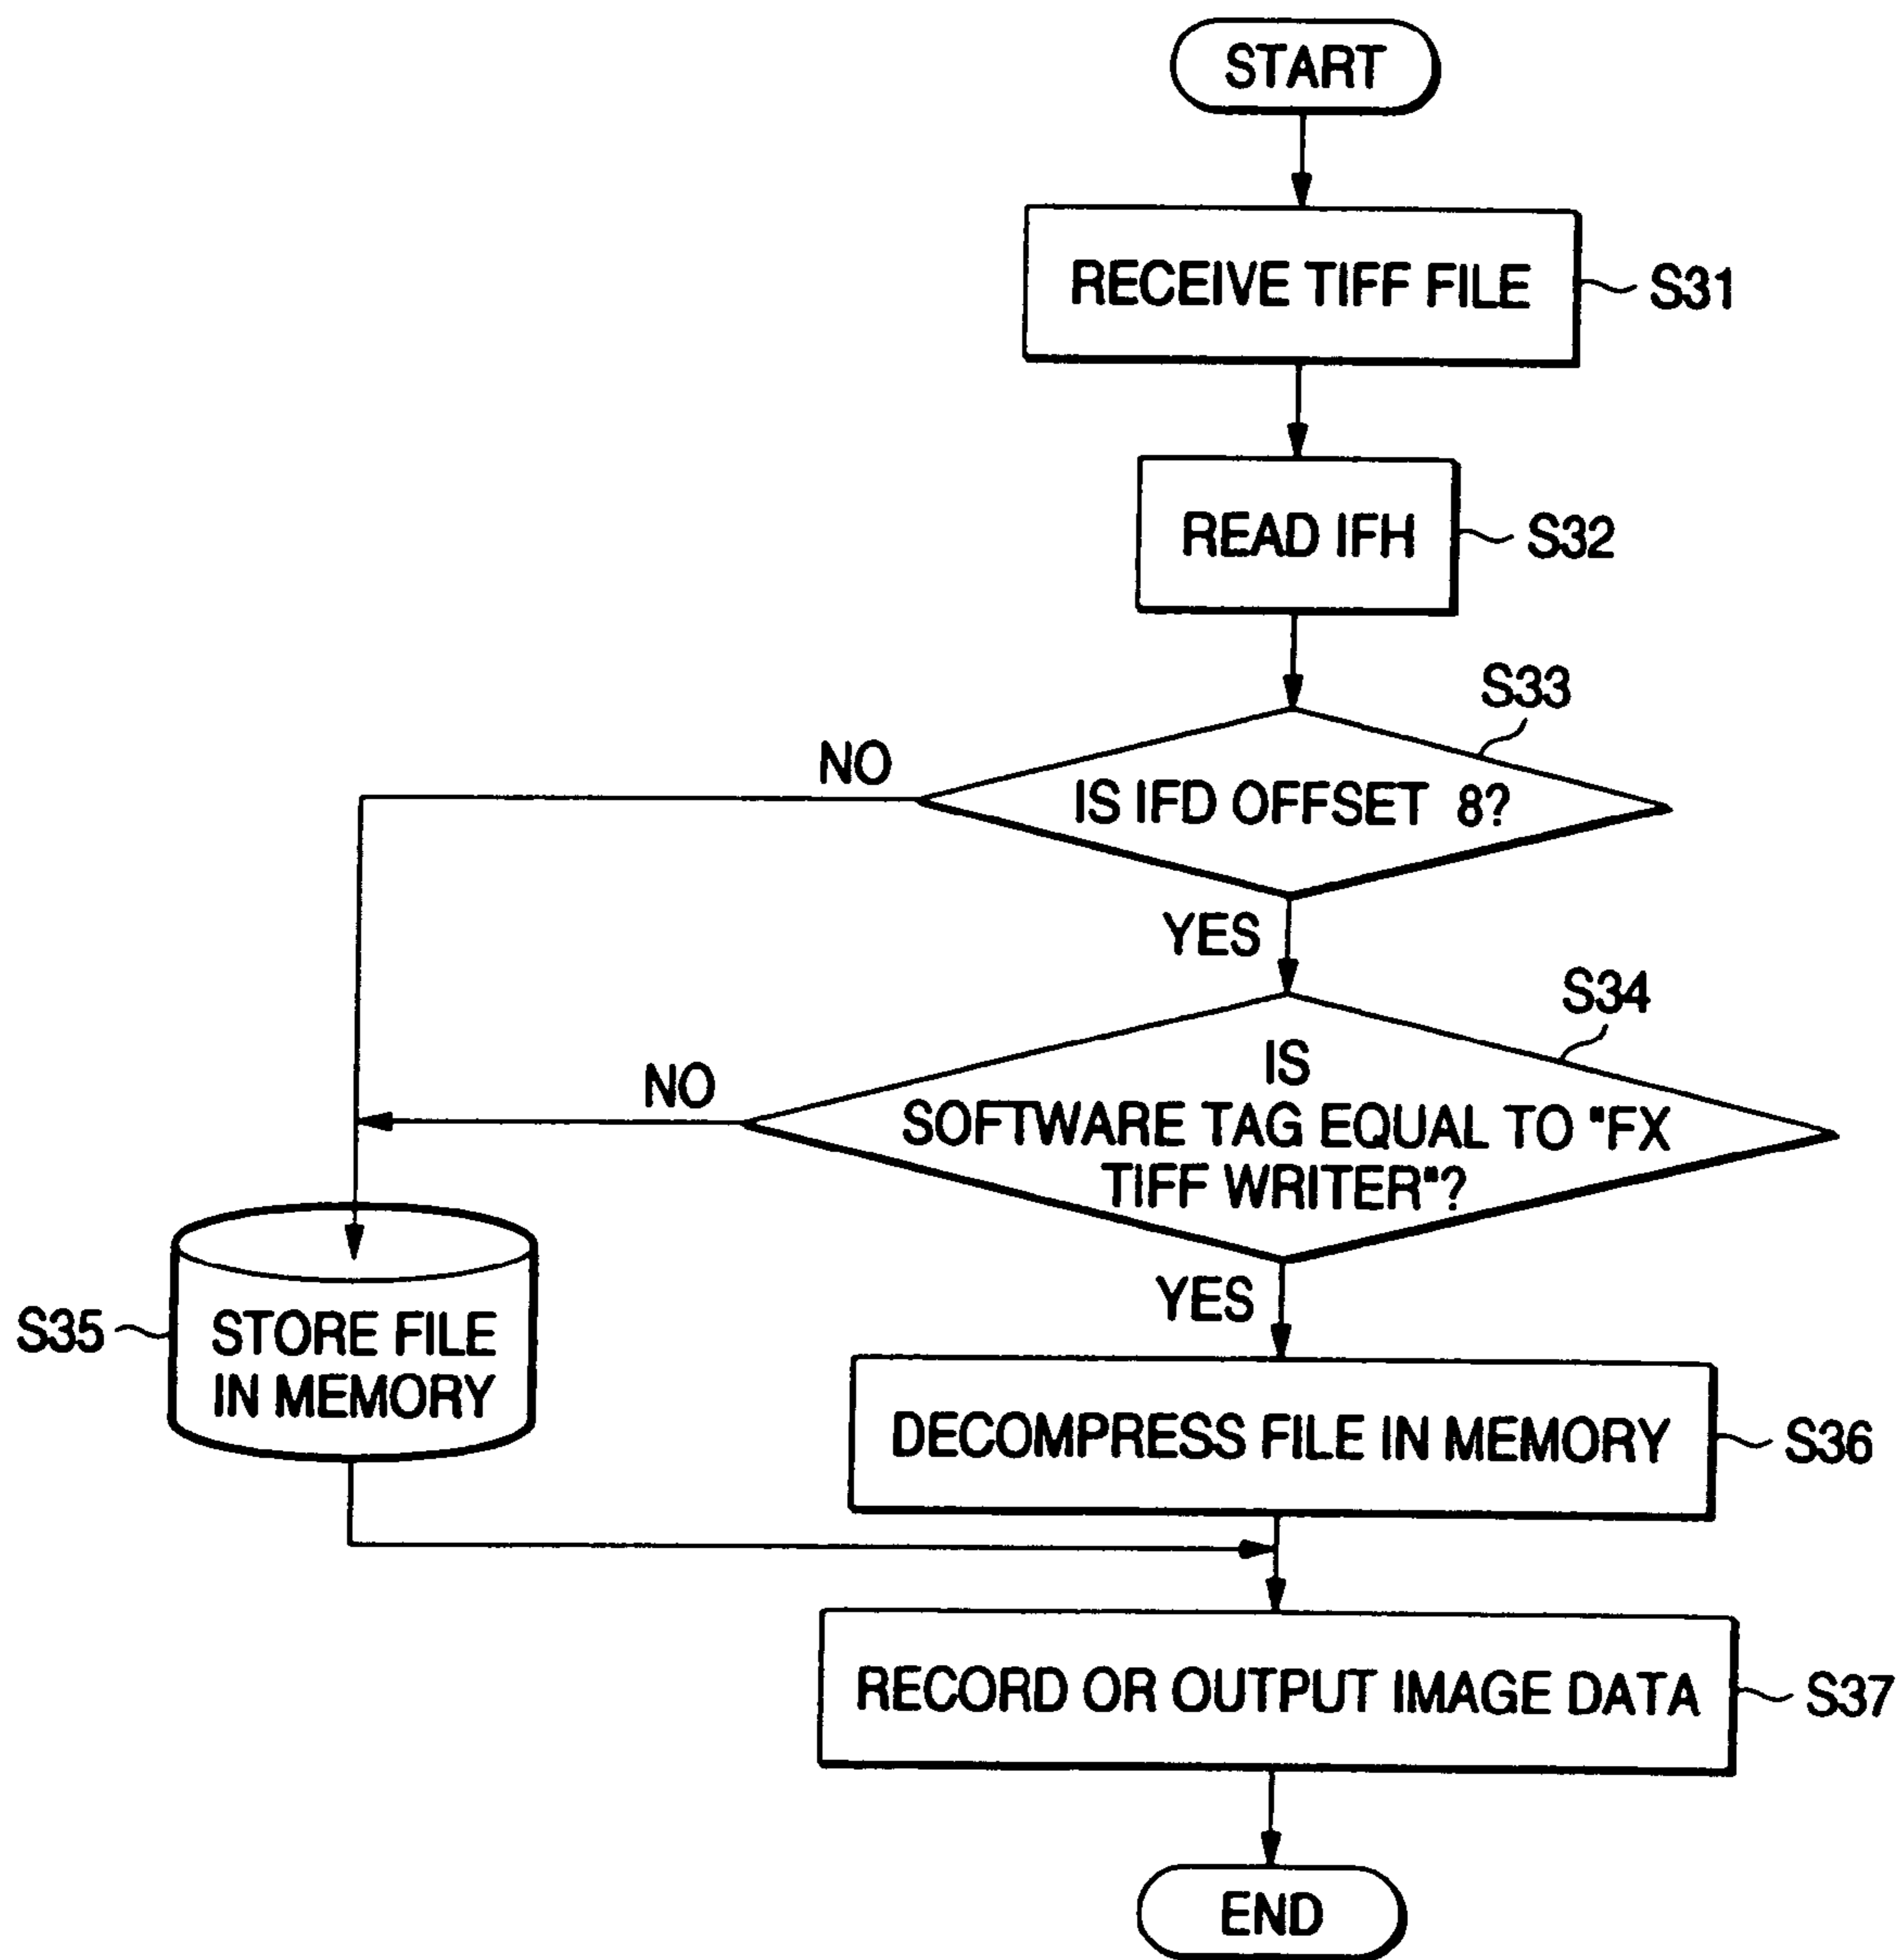 START
RECEIVE TIFF FILE
S31
READ IFH
S32
S33
NO
IS IFD OFFSET 8?
YES
S34
NO
IS
SOFTWARE TAG EQUAL TO "FX
TIFF WRITER"?
YES
S35
STORE FILE
IN MEMORY
DECOMPRESS FILE IN MEMORY
S36
RECORD OR OUTPUT IMAGE DATA
S37
END